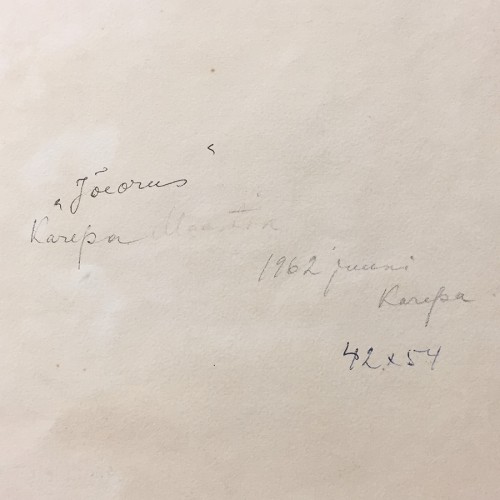 „Jõeorus“
Karepa
1962 juuni
Karepa
42x54